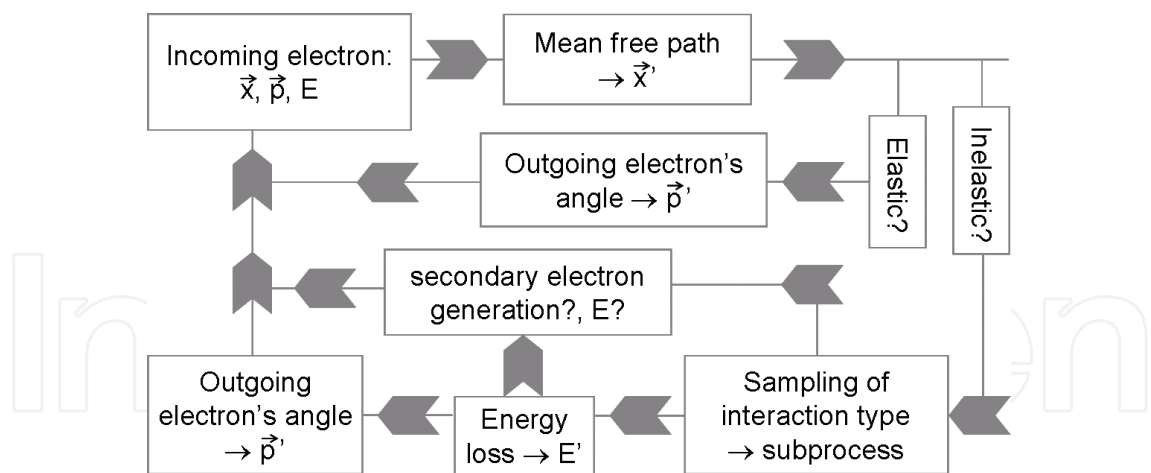 Incoming electron:
x⃗, p⃗, E
Mean free path
→ x⃗'
Elastic?
Inelastic?
Outgoing electron's
angle → p⃗'
secondary electron
generation?, E?
Outgoing
electron's angle
→ p⃗'
Energy
loss → E'
Sampling of
interaction type
→ subprocess